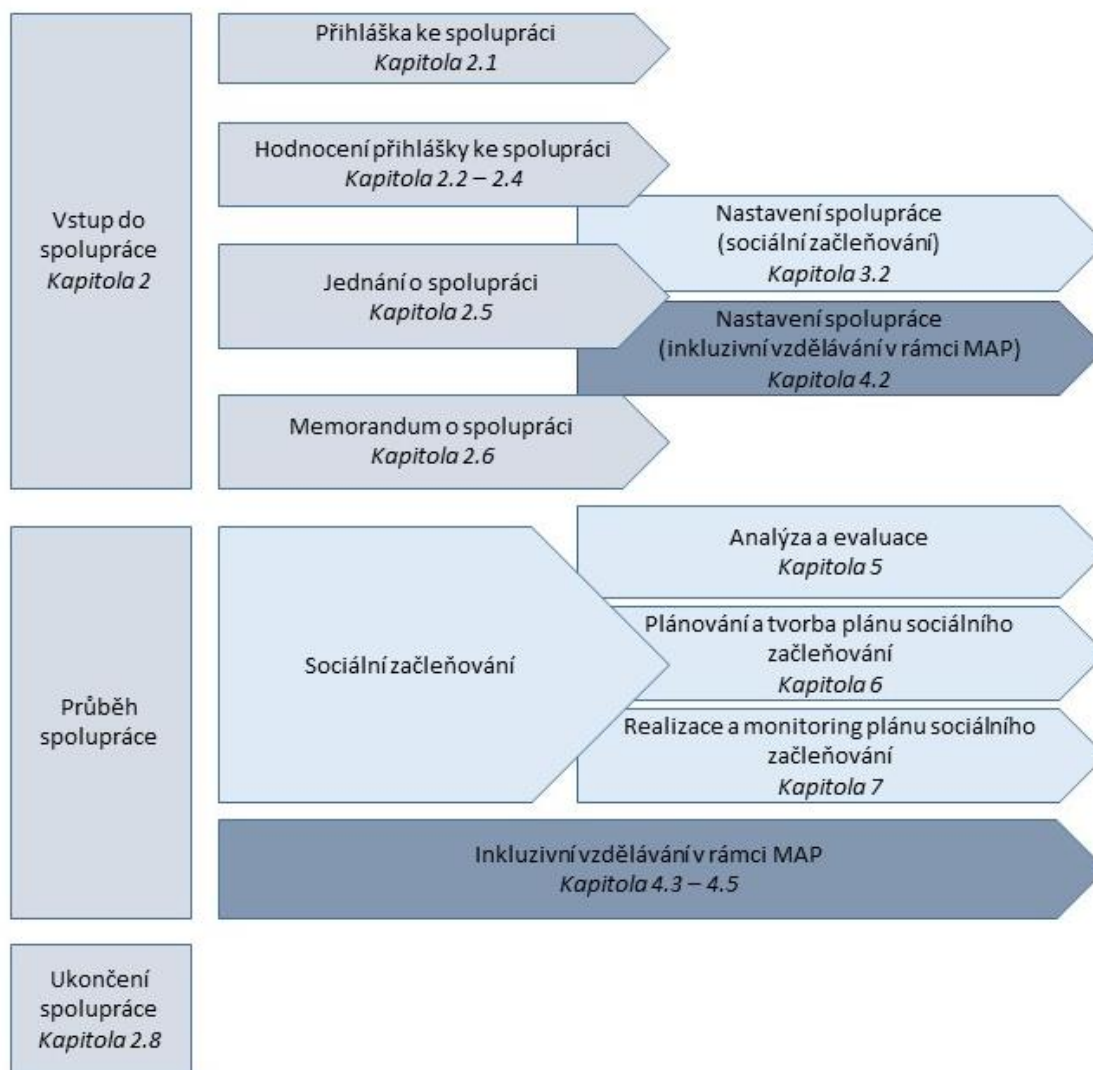 Vstup do
spolupráce
Kapitola 2
Přihláška ke spolupráci
Kapitola 2.1
Hodnocení přihlášky ke spolupráci
Kapitola 2.2 – 2.4
Jednání o spolupráci
Kapitola 2.5
Nastavení spolupráce
(sociální začleňování)
Kapitola 3.2
Nastavení spolupráce
(inkluzivní vzdělávání v rámci MAP)
Kapitola 4.2
Memorandum o spolupráci
Kapitola 2.6
Průběh
spolupráce
Sociální začleňování
Analýza a evaluace
Kapitola 5
Plánování a tvorba plánu sociálního
začleňování
Kapitola 6
Realizace a monitoring plánu sociálního
začleňování
Kapitola 7
Inkluzivní vzdělávání v rámci MAP
Kapitola 4.3 – 4.5
Ukončení
spolupráce
Kapitola 2.8